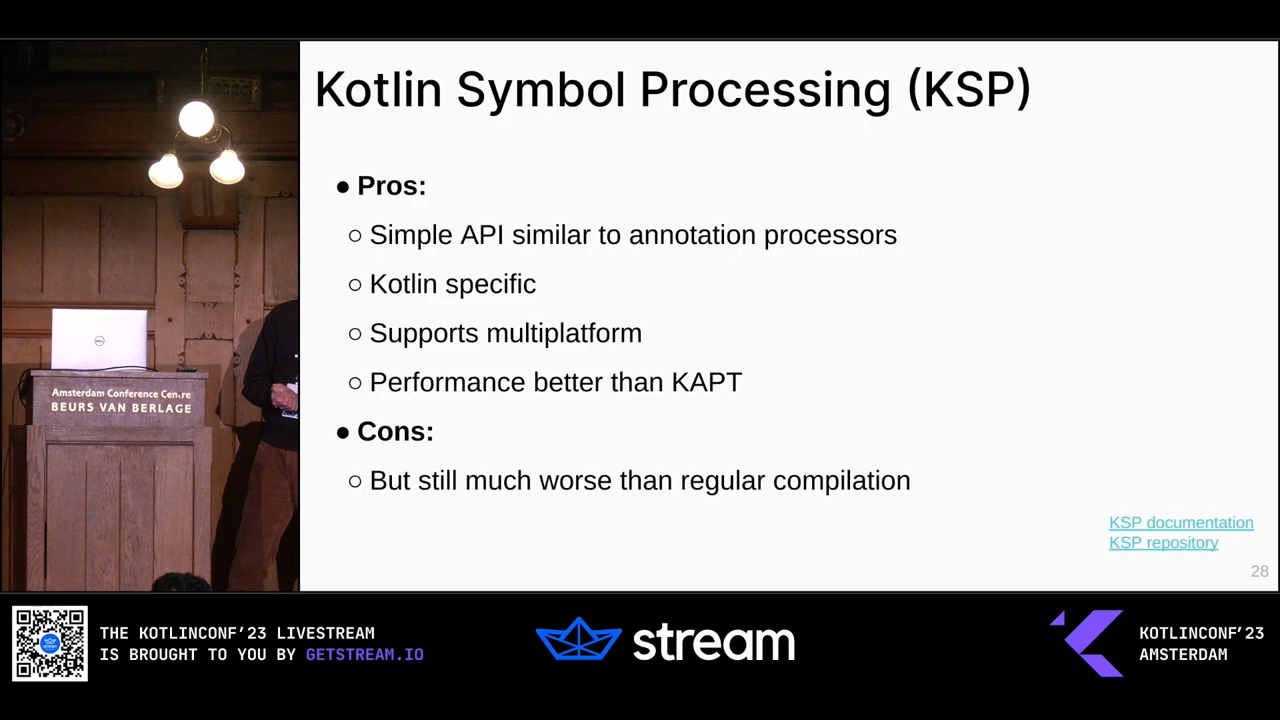 Kotlin Symbol Processing (KSP)
● Pros:
○ Simple API similar to annotation processors
○ Kotlin specific
○ Supports multiplatform
○ Performance better than KAPT
● Cons:
○ But still much worse than regular compilation
KSP documentation
KSP repository
28
DELL
Amsterdam Conference Centre
BEURS VAN BERLAGE
THE KOTLINCONF’23 LIVESTREAM
IS BROUGHT TO YOU BY GETSTREAM.IO
stream
KOTLINCONF’23
AMSTERDAM